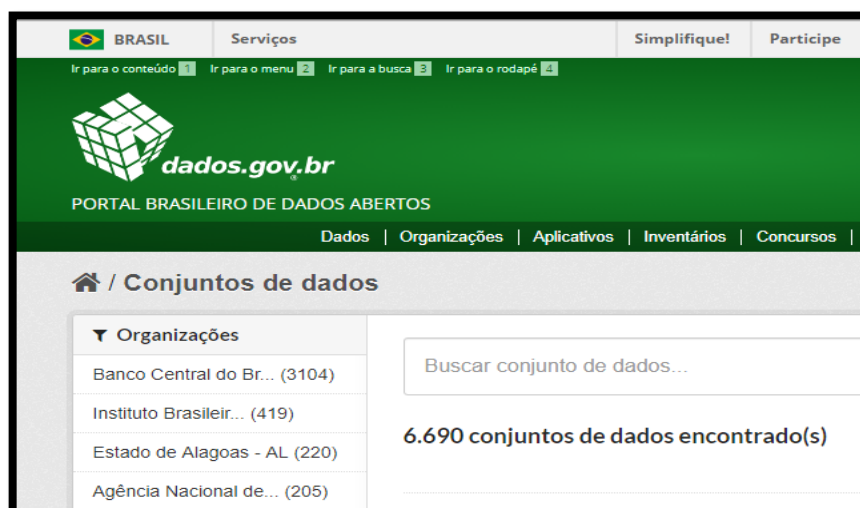 BRASIL Serviços Simplifique! Participe
Ir para o conteúdo 1 Ir para o menu 2 Ir para a busca 3 Ir para o rodapé 4
dados.gov.br
PORTAL BRASILEIRO DE DADOS ABERTOS
Dados | Organizações | Aplicativos | Inventários | Concursos |
/ Conjuntos de dados
Organizações
Banco Central do Br... (3104)
Instituto Brasileir... (419)
Estado de Alagoas - AL (220)
Agência Nacional de... (205)
Buscar conjunto de dados...
6.690 conjuntos de dados encontrado(s)